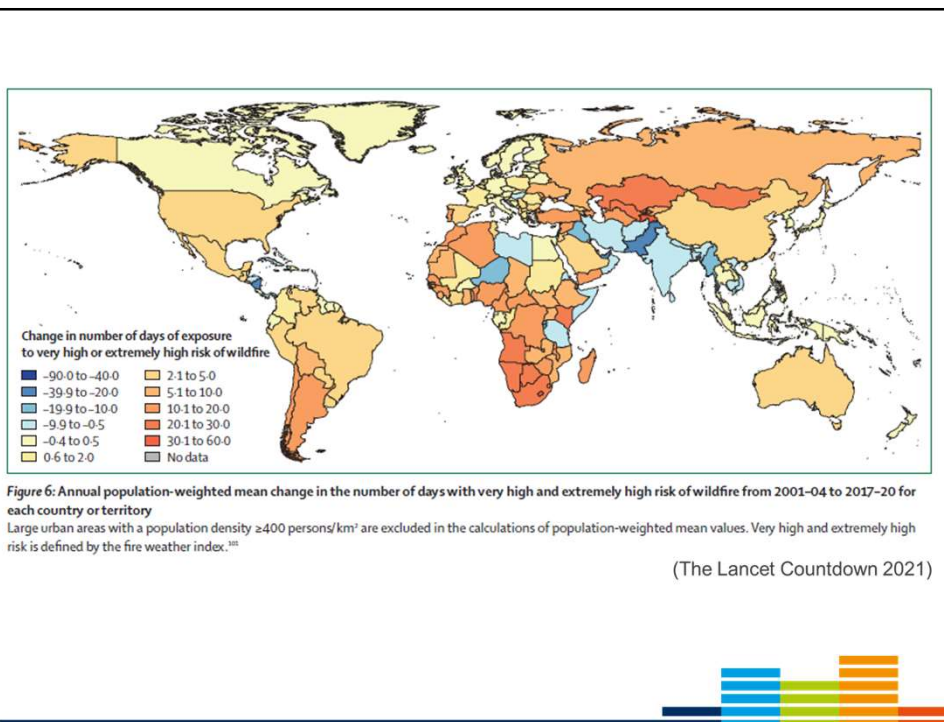 Change in number of days of exposure
to very high or extremely high risk of wildfire
–90·0 to –40·0
–39·9 to –20·0
–19·9 to –10·0
–9·9 to –0·5
–0·4 to 0·5
0·6 to 2·0
2·1 to 5·0
5·1 to 10·0
10·1 to 20·0
20·1 to 30·0
30·1 to 60·0
No data
Figure 6: Annual population-weighted mean change in the number of days with very high and extremely high risk of wildfire from 2001–04 to 2017–20 for
each country or territory
Large urban areas with a population density ≥400 persons/km² are excluded in the calculations of population-weighted mean values. Very high and extremely high
risk is defined by the fire weather index.¹⁰¹
(The Lancet Countdown 2021)